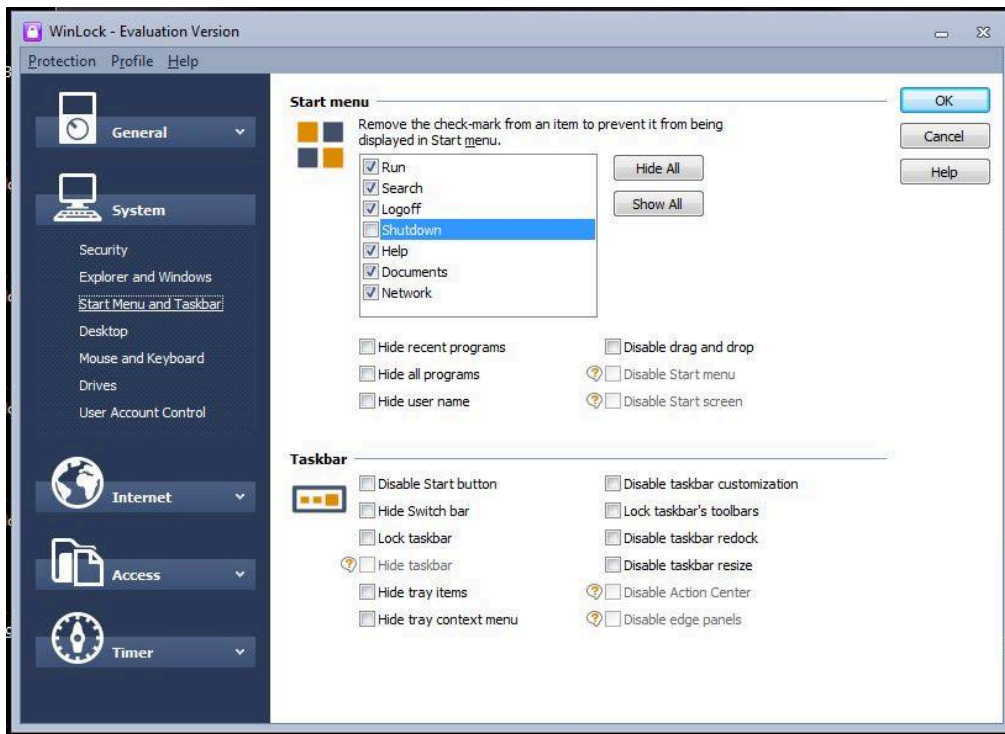 WinLock - Evaluation Version
Protection Profile Help
General
System
Security
Explorer and Windows
Start Menu and Taskbar
Desktop
Mouse and Keyboard
Drives
User Account Control
Internet
Access
Timer
Start menu
Remove the check-mark from an item to prevent it from being
displayed in Start menu.
Run
Search
Logoff
Shutdown
Help
Documents
Network
Hide All
Show All
Hide recent programs
Hide all programs
Hide user name
Disable drag and drop
Disable Start menu
Disable Start screen
Taskbar
Disable Start button
Hide Switch bar
Lock taskbar
Hide taskbar
Hide tray items
Hide tray context menu
Disable taskbar customization
Lock taskbar's toolbars
Disable taskbar redock
Disable taskbar resize
Disable Action Center
Disable edge panels
OK
Cancel
Help